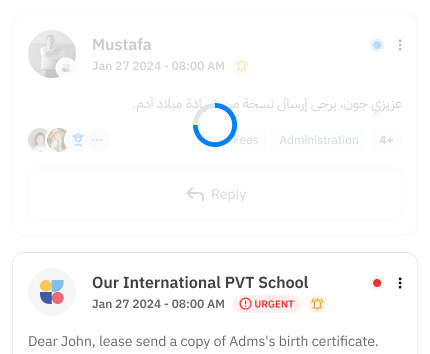 Mustafa
Jan 27 2024 - 08:00 AM
عزيزي جون، يرجى إرسال نسخة من شهادة ميلاد آدم.
Fees Administration 4+
Reply
Our International PVT School
Jan 27 2024 - 08:00 AM URGENT
Dear John, lease send a copy of Adms's birth certificate.